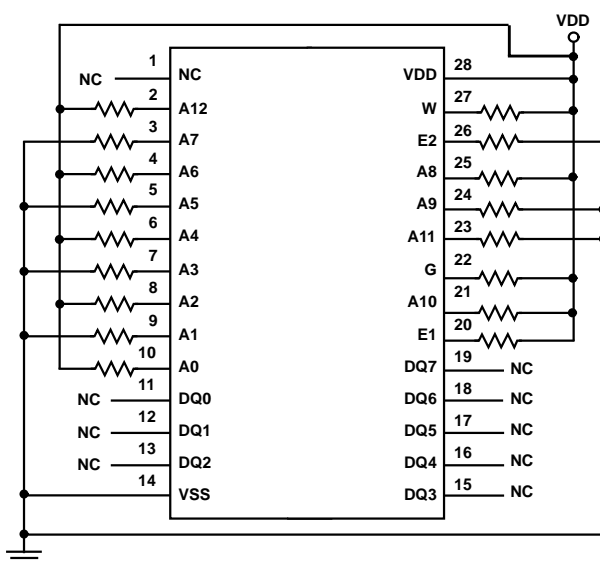 VDD
1 NC NC
2 A12
3 A7
4 A6
5 A5
6 A4
7 A3
8 A2
9 A1
10 A0
NC 11 DQ0
NC 12 DQ1
NC 13 DQ2
14 VSS
VDD 28
W 27
E2 26
A8 25
A9 24
A11 23
G 22
A10 21
E1 20
DQ7 19 NC
DQ6 18 NC
DQ5 17 NC
DQ4 16 NC
DQ3 15 NC